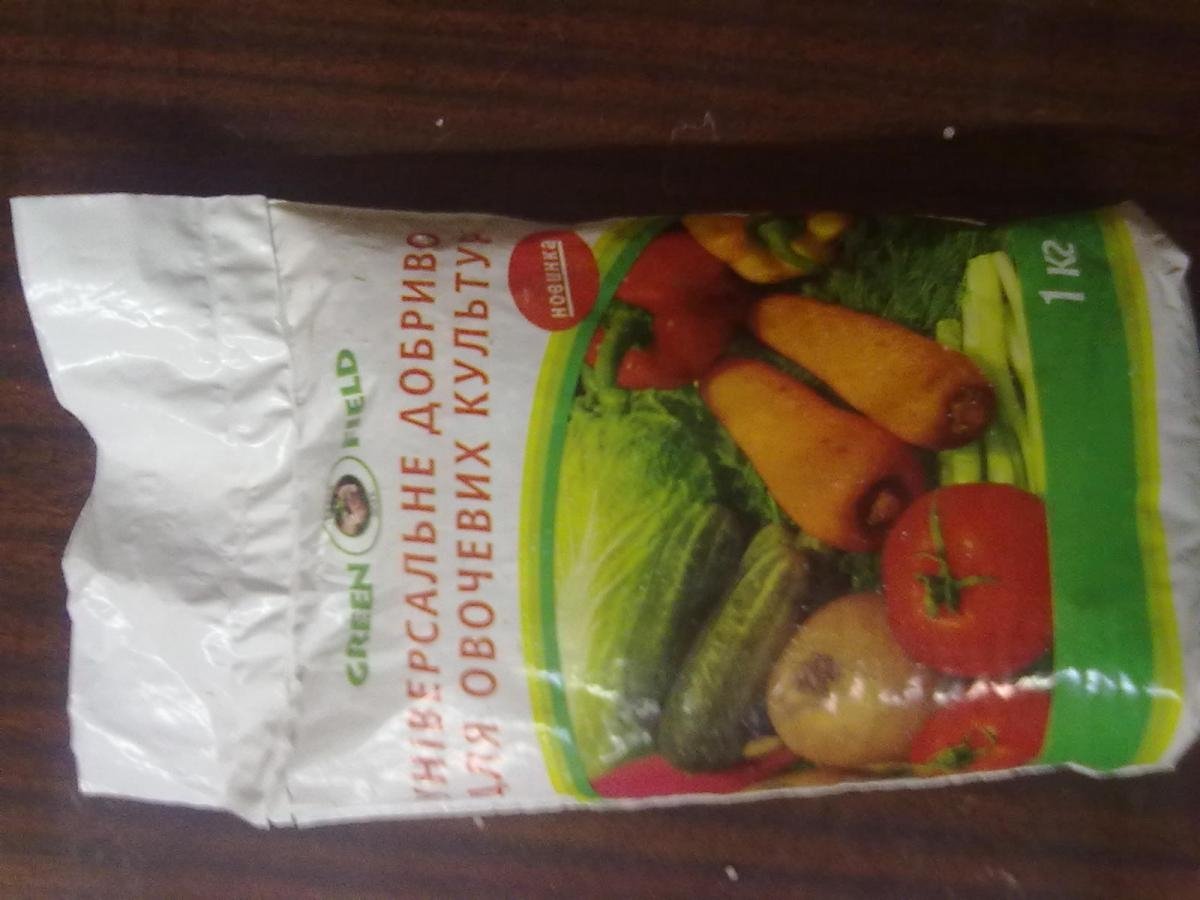 GREEN FIELD
УНІВЕРСАЛЬНЕ ДОБРИВО
ДЛЯ ОВОЧЕВИХ КУЛЬТУР
новинка
1 кг